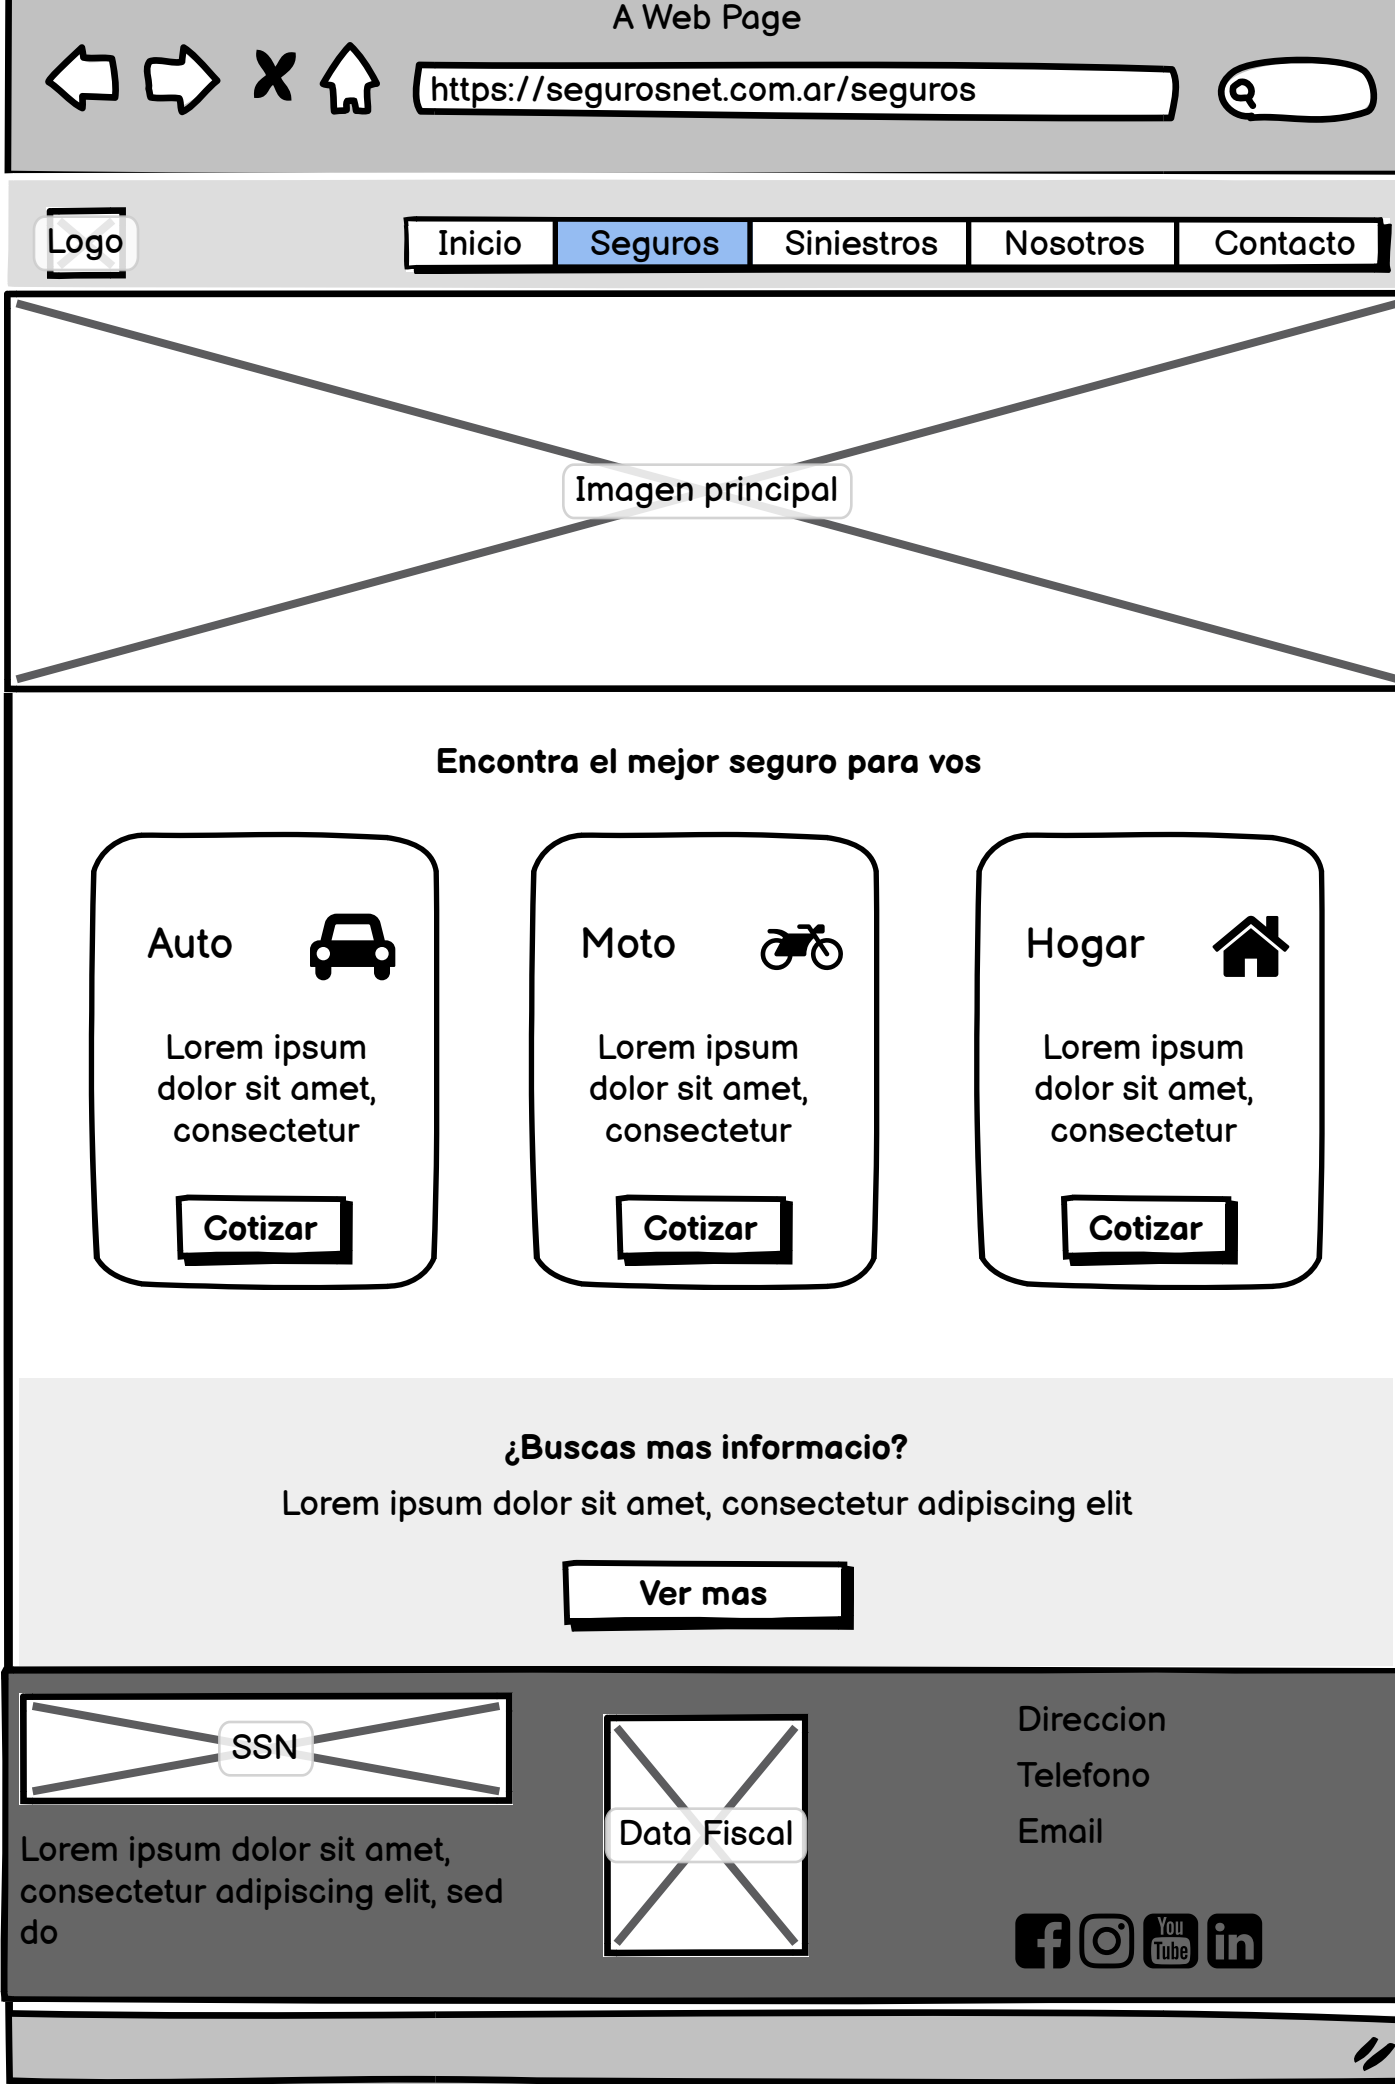 A Web Page
https://segurosnet.com.ar/seguros
Logo
Inicio Seguros Siniestros Nosotros Contacto
Imagen principal
Encontra el mejor seguro para vos
Auto
Lorem ipsum
dolor sit amet,
consectetur
Cotizar
Moto
Lorem ipsum
dolor sit amet,
consectetur
Cotizar
Hogar
Lorem ipsum
dolor sit amet,
consectetur
Cotizar
¿Buscas mas informacio?
Lorem ipsum dolor sit amet, consectetur adipiscing elit
Ver mas
SSN
Lorem ipsum dolor sit amet,
consectetur adipiscing elit, sed
do
Data Fiscal
Direccion
Telefono
Email
You
Tube
in